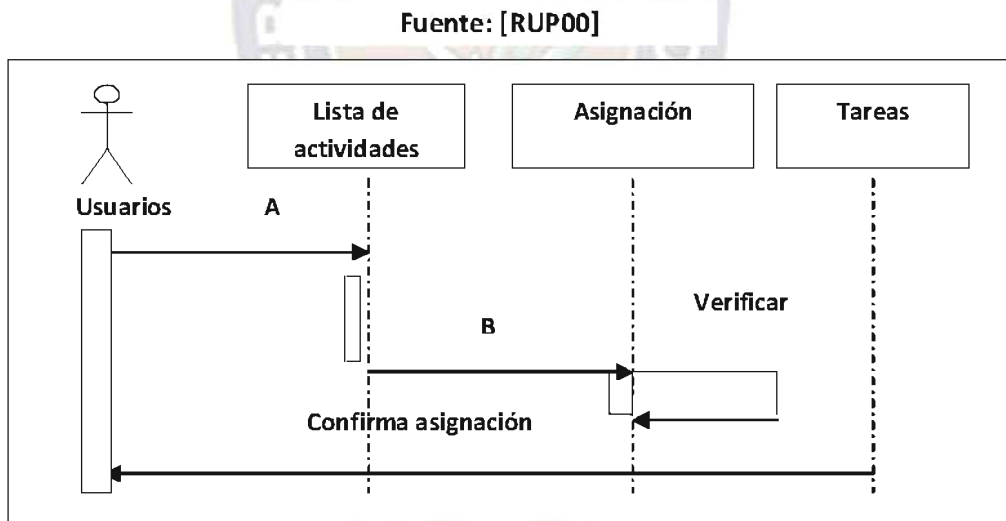 Fuente: [RUP00]
Lista de
actividades
Asignación
Tareas
Usuarios
A
Verificar
B
Confirma asignación